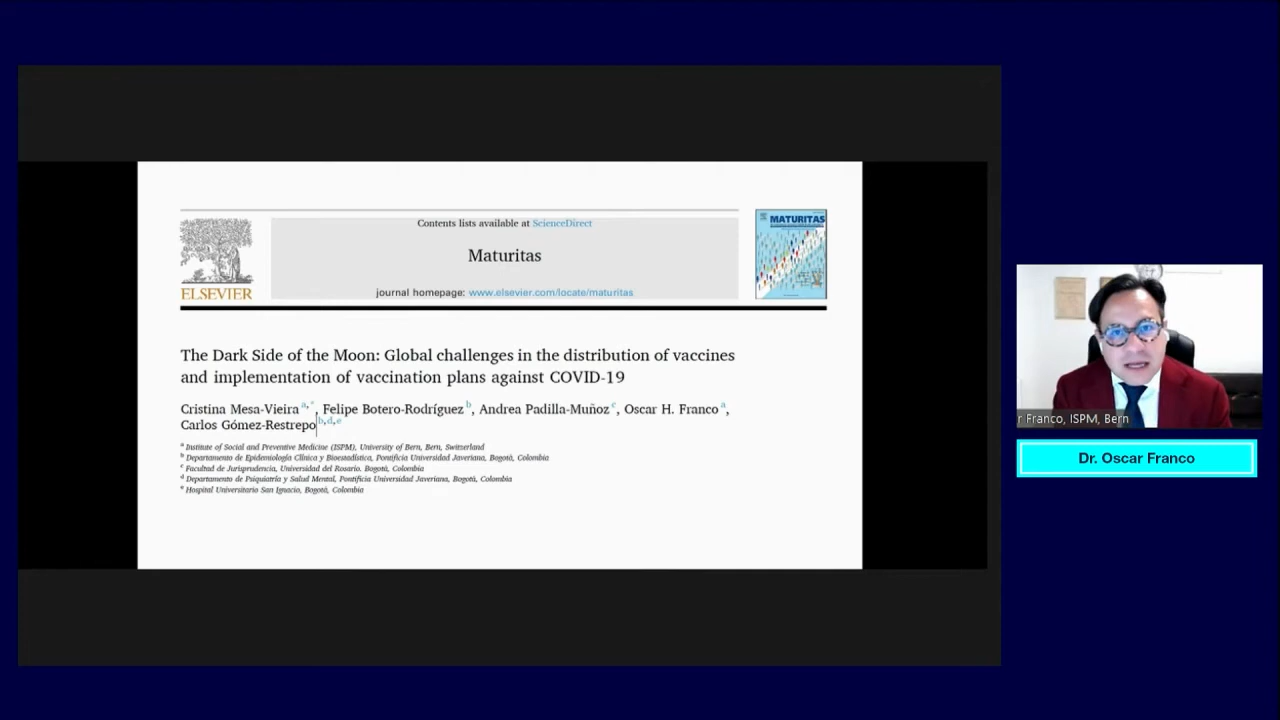 Contents lists available at ScienceDirect
Maturitas
journal homepage: www.elsevier.com/locate/maturitas
ELSEVIER
MATURITAS
The Dark Side of the Moon: Global challenges in the distribution of vaccines
and implementation of vaccination plans against COVID-19
Cristina Mesa-Vieira a,*, Felipe Botero-Rodríguez b, Andrea Padilla-Muñoz c, Oscar H. Franco a,
Carlos Gómez-Restrepo b,d,e
a Institute of Social and Preventive Medicine (ISPM), University of Bern, Bern, Switzerland
b Departamento de Epidemiología Clínica y Bioestadística, Pontificia Universidad Javeriana, Bogotá, Colombia
c Facultad de Jurisprudencia, Universidad del Rosario. Bogotá, Colombia
d Departamento de Psiquiatría y Salud Mental, Pontificia Universidad Javeriana, Bogotá, Colombia
e Hospital Universitario San Ignacio, Bogotá, Colombia
r Franco, ISPM, Bern
Dr. Oscar Franco